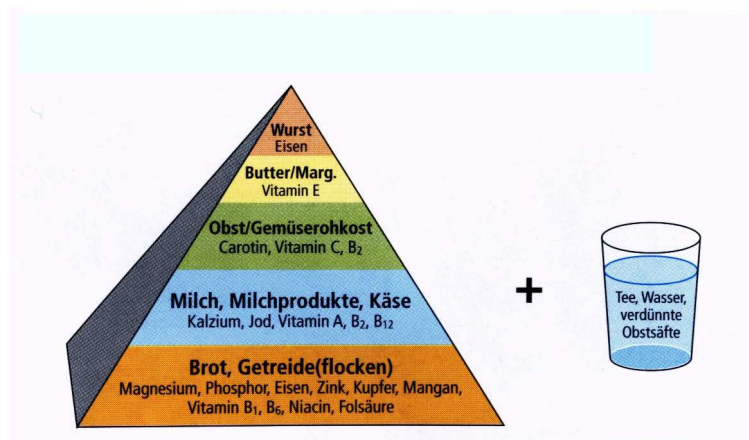 Wurst
Eisen
Butter/Marg.
Vitamin E
Obst/Gemüserohkost
Carotin, Vitamin C, B₂
Milch, Milchprodukte, Käse
Kalzium, Jod, Vitamin A, B₂, B₁₂
Brot, Getreide(flocken)
Magnesium, Phosphor, Eisen, Zink, Kupfer, Mangan,
Vitamin B₁, B₆, Niacin, Folsäure
+
Tee, Wasser,
verdünnte
Obstsäfte